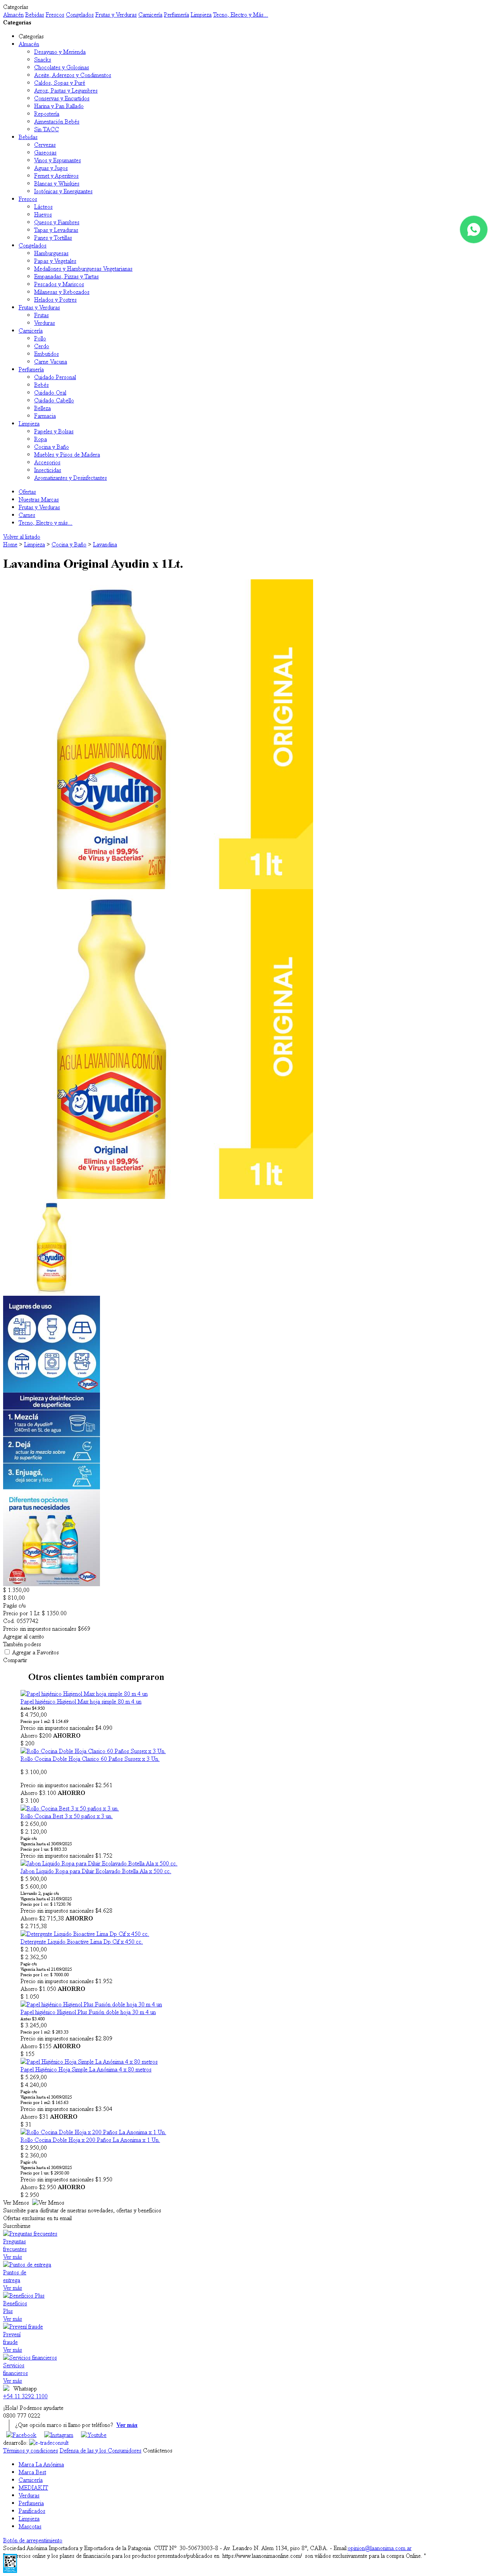 Categorías
Almacén Bebidas Frescos Congelados Frutas y Verduras Carnicería Perfumería Limpieza Tecno, Electro y Más...
Categorías
Categorías
Almacén
Desayuno y Merienda
Snacks
Chocolates y Golosinas
Aceite, Aderezos y Condimentos
Caldos, Sopas y Puré
Arroz, Pastas y Legumbres
Conservas y Encurtidos
Harina y Pan Rallado
Repostería
Alimentación Bebés
Sin TACC
Bebidas
Cervezas
Gaseosas
Vinos y Espumantes
Aguas y Jugos
Fernet y Aperitivos
Blancas y Whiskies
Isotónicas y Energizantes
Frescos
Lácteos
Huevos
Quesos y Fiambres
Tapas y Levaduras
Pastas y Tortillas
Congelados
Hamburguesas
Papas y Vegetales
Medallones y Hamburguesas Vegetarianas
Empanadas, Pizzas y Tartas
Pescados y Mariscos
Milanesas y Rebozados
Helados y Postres
Frutas y Verduras
Frutas
Verduras
Carnicería
Pollo
Cerdo
Embutidos
Carne Vacuna
Perfumería
Cuidado Personal
Bebés
Cuidado Oral
Cuidado Cabello
Belleza
Farmacia
Limpieza
Papeles y Bolsas
Ropa
Cocina y Baño
Muebles y Pisos de Madera
Accesorios
Insecticidas
Aromatizantes y Desinfectantes
Ofertas
Nuestras Marcas
Frutas y Verduras
Carnes
Tecno, Electro y más...
Volver al listado
Home > Limpieza > Cocina y Baño > Lavandina
Lavandina Original Ayudin x 1Lt.
AGUA LAVANDINA COMÚN
Ayudín
Original
Elimina el 99,9%
de Virus y Bacterias*
ORIGINAL
1lt
AGUA LAVANDINA COMÚN
Ayudín
Original
Elimina el 99,9%
de Virus y Bacterias*
ORIGINAL
1lt
Ayudín
Lugares de uso
Ayudín
Limpieza y desinfeccion
de superficies
1. Mezclá
1 taza de Ayudín
(240ml) en 5L de agua
2. Dejá
la mezcla sobre
la superficie
3. Enjuagá,
dejá secar y listo!
Diferentes opciones
para tus necesidades
Ayudín
$ 1.350,00
$ 810,00
Pagás c/u
Precio por 1 Lt: $ 1350.00
Cod. 0557742
Precio sin impuestos nacionales $669
Agregar al carrito
También podess
Agregar a Favoritos
Compartir
Otros clientes también compraron
Papel higiénico Higienol Max hoja simple 80 m 4 un
Papel higiénico Higienol Max hoja simple 80 m 4 un
Antes $4.950
$ 4.750,00
Precio por 1 m2: $ 154.69
Precio sin impuestos nacionales $4.090
Ahorro $200 AHORRO
$ 200
Rollo Cocina Doble Hoja Clasico 60 Paños Sussex x 3 Un.
Rollo Cocina Doble Hoja Clasico 60 Paños Sussex x 3 Un.
$ 3.100,00
Precio sin impuestos nacionales $2.561
Ahorro $3.100 AHORRO
$ 3.100
Rollo Cocina Best 3 x 50 paños x 3 un.
Rollo Cocina Best 3 x 50 paños x 3 un.
$ 2.650,00
$ 2.120,00
Pagás c/u
Vigencia hasta el 30/09/2025
Precio por 1 un: $ 883.33
Precio sin impuestos nacionales $1.752
Jabon Liquido Ropa para Diluir Ecolavado Botella Ala x 500 cc.
Jabon Liquido Ropa para Diluir Ecolavado Botella Ala x 500 cc.
$ 5.900,00
$ 5.600,00
Llevando 2, pagás c/u
Vigencia hasta el 21/09/2025
Precio por 1 cc: $ 17230.76
Precio sin impuestos nacionales $4.628
Ahorro $2.715,38 AHORRO
$ 2.715,38
Detergente Liquido Bioactive Lima Dp Cif x 450 cc.
Detergente Liquido Bioactive Lima Dp Cif x 450 cc.
$ 2.100,00
$ 2.362,50
Pagás c/u
Vigencia hasta el 21/09/2025
Precio por 1 cc: $ 7000.00
Precio sin impuestos nacionales $1.952
Ahorro $1.050 AHORRO
$ 1.050
Papel higiénico Higienol Plus Pumón doble hoja 30 m 4 un
Papel higiénico Higienol Plus Pumón doble hoja 30 m 4 un
Antes $3.400
$ 3.245,00
Precio por 1 m2: $ 283.33
Precio sin impuestos nacionales $2.809
Ahorro $155 AHORRO
$ 155
Papel Higiénico Hoja Simple La Anónima 4 x 80 metros
Papel Higiénico Hoja Simple La Anónima 4 x 80 metros
$ 5.269,00
$ 4.240,00
Pagás c/u
Vigencia hasta el 30/09/2025
Precio por 1 m2: $ 165.63
Precio sin impuestos nacionales $3.504
Ahorro $31 AHORRO
$ 31
Rollo Cocina Doble Hoja x 200 Paños La Anonima x 1 Un.
Rollo Cocina Doble Hoja x 200 Paños La Anonima x 1 Un.
$ 2.950,00
$ 2.360,00
Pagás c/u
Vigencia hasta el 30/09/2025
Precio por 1 un: $ 2950.00
Precio sin impuestos nacionales $1.950
Ahorro $2.950 AHORRO
$ 2.950
Ver Menos Ver Menos
Suscribite para disfrutar de nuestras novedades, ofertas y beneficios
Ofertas exclusivas en tu email
Suscribirme
Preguntas frecuentes
Preguntas
frecuentes
Ver más
Puntos de entrega
Puntos de
entrega
Ver más
Beneficios Plus
Beneficios
Plus
Ver más
Prevení fraude
Prevení
fraude
Ver más
Servicios financieros
Servicios
financieros
Ver más
Whatsapp
+54 11 3292 1100
¡Hola! Podemos ayudarte
0800 777 0222
¿Que opción marco si llamo por teléfono? Ver más
Facebook Instagram Youtube
desarrollo: e-tradeconsult
Términos y condiciones Defensa de las y los Consumidores Contáctenos
Marca La Anónima
Marca Best
Carnicería
MEDIAKIT
Verduras
Perfumeria
Panificados
Limpieza
Mascotas
Botón de arrepentimiento
Sociedad Anónima Importadora y Exportadora de la Patagonia. CUIT Nº: 30-50673003-8 - Av. Leandro N. Alem 1134, piso 8º, CABA. - Email:opinion@laanonima.com.ar
precios online y los planes de financiación para los productos presentados/publicados en: https://www.laanonimaonline.com/ son válidos exclusivamente para la compra Online. "